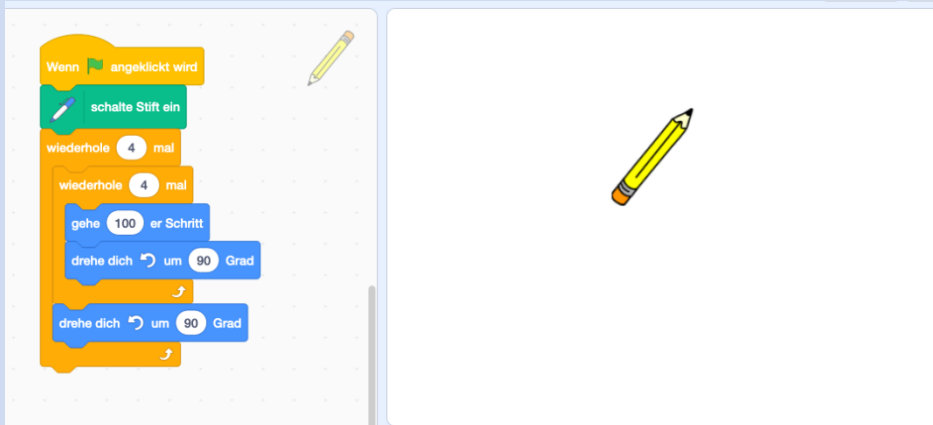 Wenn angeklickt wird
schalte Stift ein
wiederhole 4 mal
wiederhole 4 mal
gehe 100 er Schritt
drehe dich um 90 Grad
drehe dich um 90 Grad